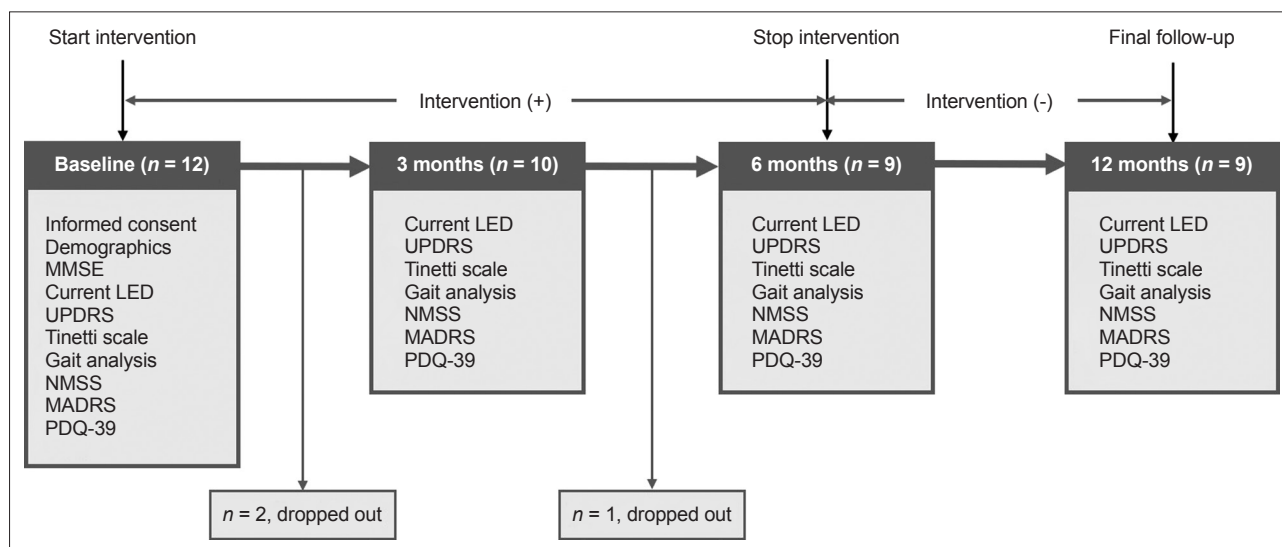 Start intervention
Stop intervention
Final follow-up
Intervention (+)
Intervention (-)
Baseline (n = 12)
Informed consent
Demographics
MMSE
Current LED
UPDRS
Tinetti scale
Gait analysis
NMSS
MADRS
PDQ-39
3 months (n = 10)
Current LED
UPDRS
Tinetti scale
Gait analysis
NMSS
MADRS
PDQ-39
6 months (n = 9)
Current LED
UPDRS
Tinetti scale
Gait analysis
NMSS
MADRS
PDQ-39
12 months (n = 9)
Current LED
UPDRS
Tinetti scale
Gait analysis
NMSS
MADRS
PDQ-39
n = 2, dropped out
n = 1, dropped out